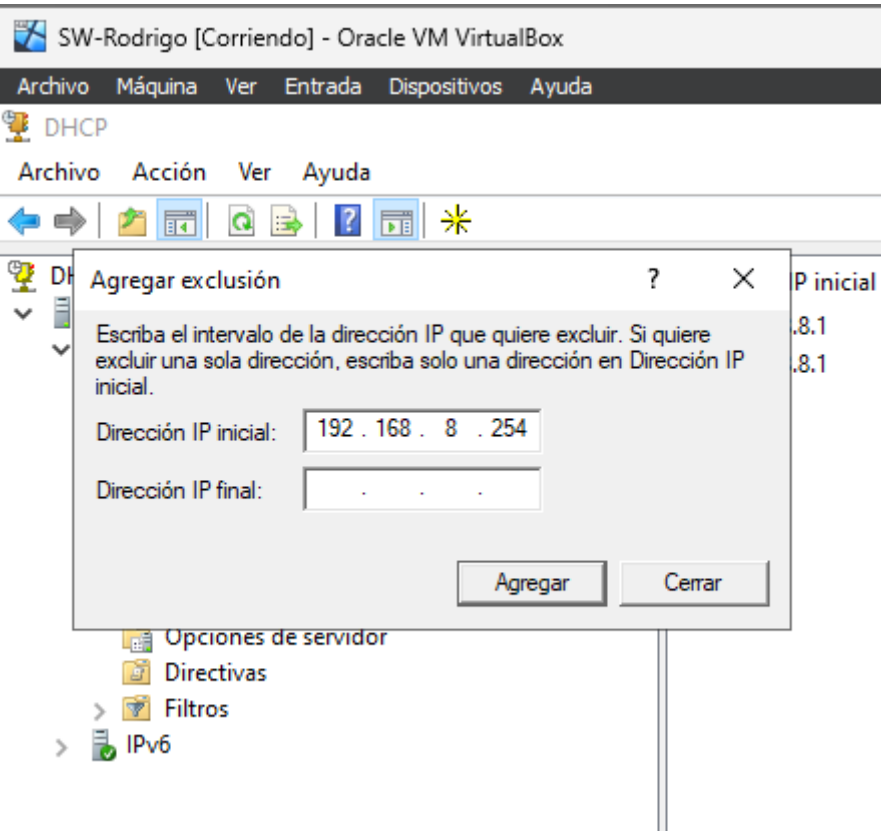 SW-Rodrigo [Corriendo] - Oracle VM VirtualBox
Archivo Máquina Ver Entrada Dispositivos Ayuda
DHCP
Archivo Acción Ver Ayuda
Agregar exclusión ? X
IP inicial
Escriba el intervalo de la dirección IP que quiere excluir. Si quiere
excluir una sola dirección, escriba solo una dirección en Dirección IP
inicial.
.8.1
.8.1
Dirección IP inicial: 192 . 168 . 8 . 254
Dirección IP final: . . .
Agregar Cerrar
Opciones de servidor
Directivas
Filtros
IPv6